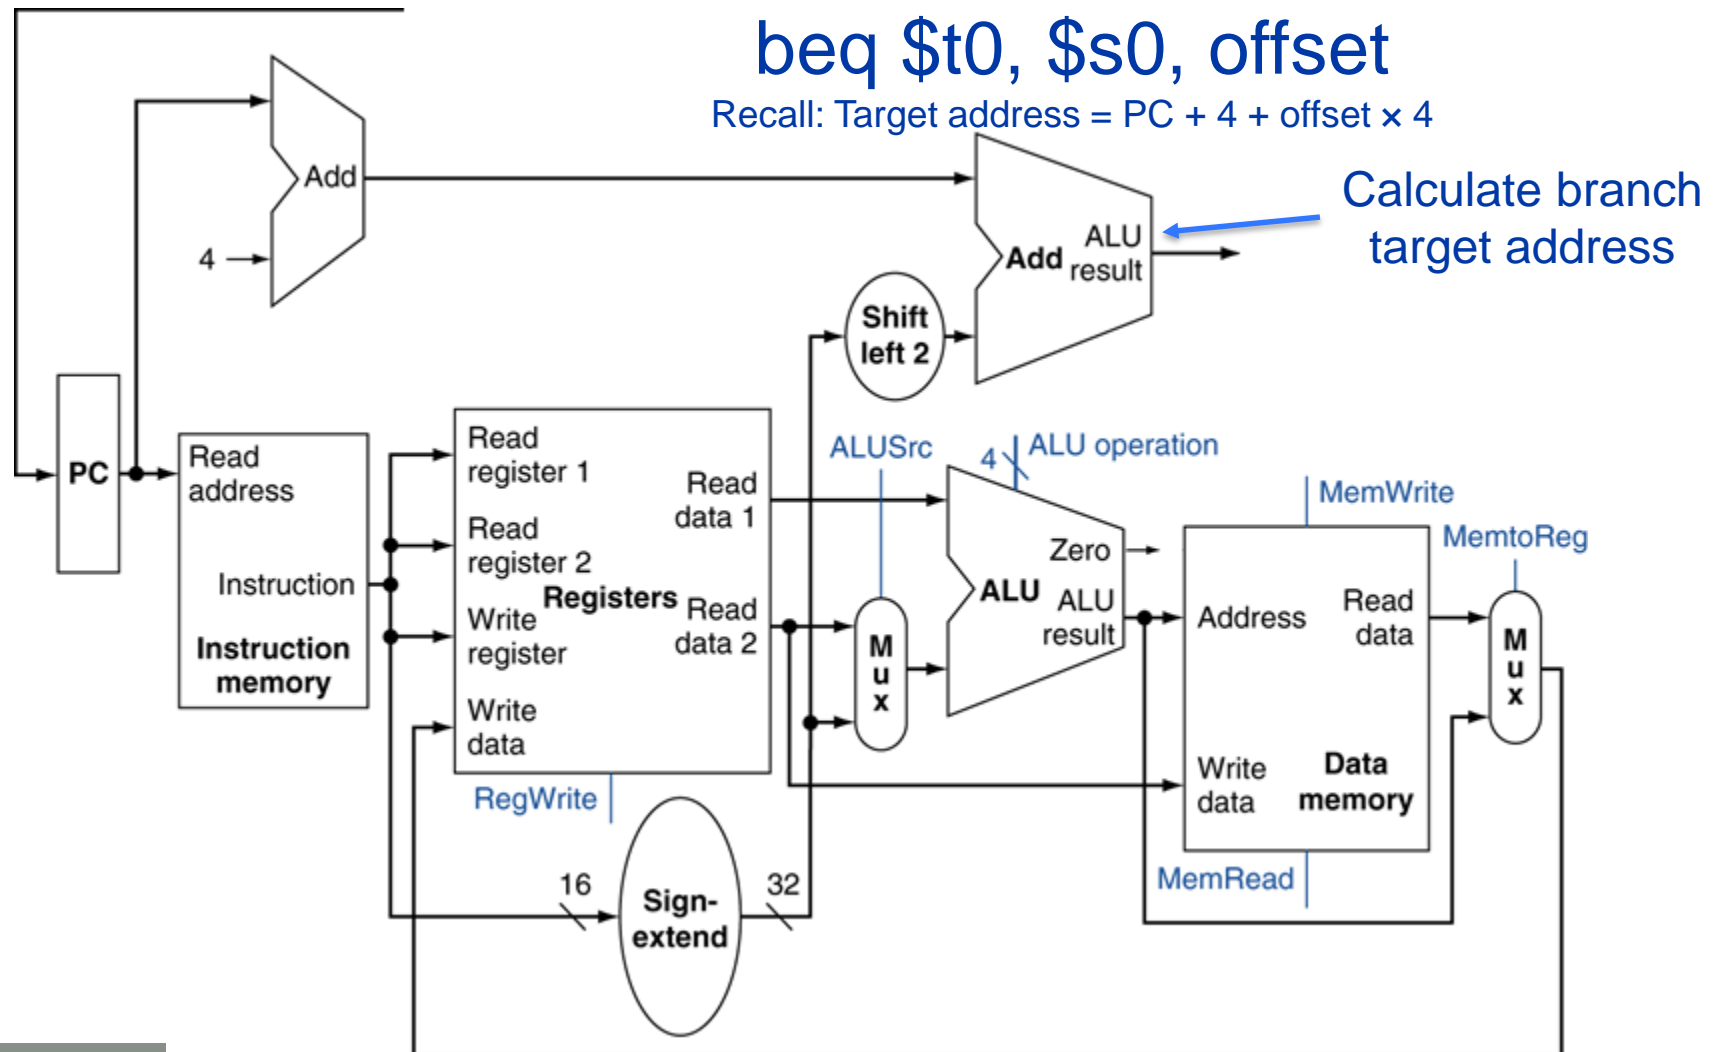 beq $t0, $s0, offset
Recall: Target address = PC + 4 + offset × 4
Calculate branch
target address
Add
4
ALU
Add result
Shift
left 2
PC
Read
address
Instruction
Instruction
memory
Read
register 1
Read
register 2
Write
register
Write
data
Registers
Read
data 1
Read
data 2
RegWrite
16
Sign-
extend
32
ALUSrc
M
u
x
4
ALU operation
Zero
ALU
ALU
result
MemWrite
Address
Read
data
Write
data
Data
memory
MemRead
MemtoReg
M
u
x